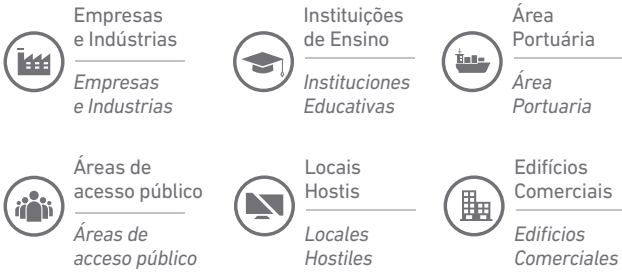 Empresas
e Indústrias
Empresas
e Industrias
Instituições
de Ensino
Instituciones
Educativas
Área
Portuária
Área
Portuaria
Áreas de
acesso público
Áreas de
acceso público
Locais
Hostis
Locales
Hostiles
Edifícios
Comerciais
Edificios
Comerciales